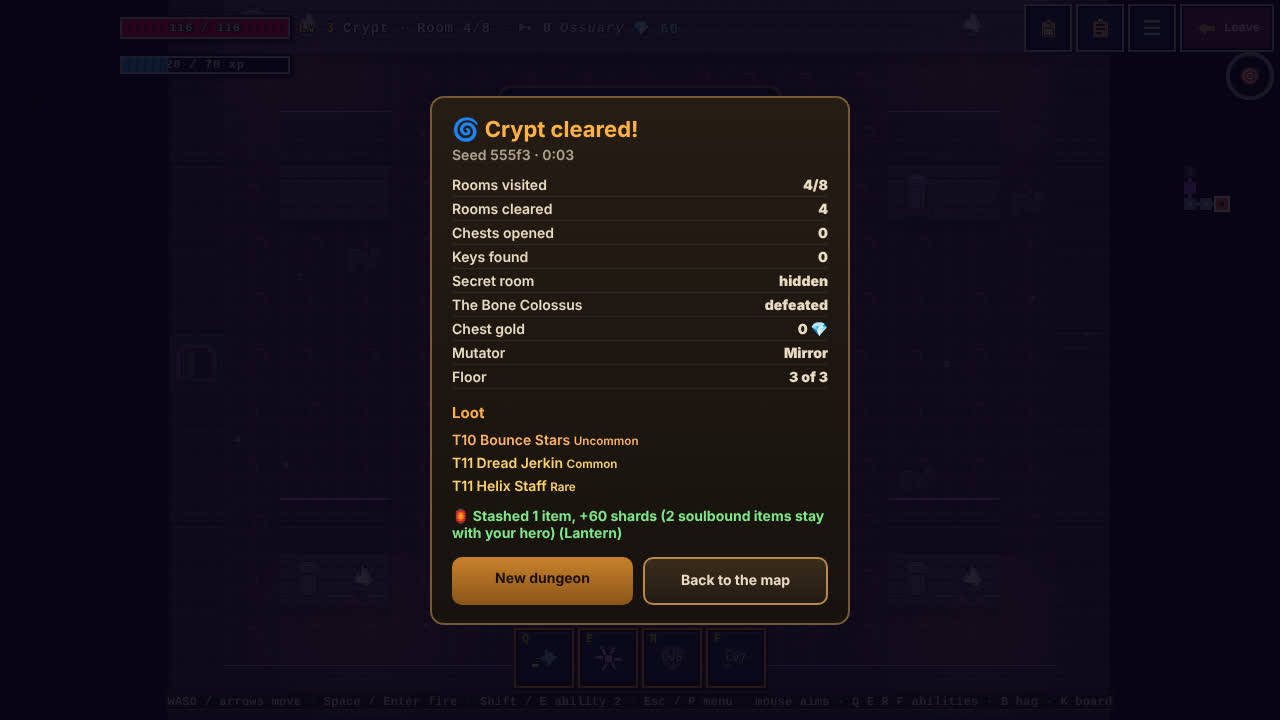 116 / 116
LV 3 Crypt · Room 4/8 · 0 Ossuary 60
Leave
28 / 70 xp
Crypt cleared!
Seed 555f3 · 0:03
Rooms visited 4/8
Rooms cleared 4
Chests opened 0
Keys found 0
Secret room hidden
The Bone Colossus defeated
Chest gold 0
Mutator Mirror
Floor 3 of 3
Loot
T10 Bounce Stars Uncommon
T11 Dread Jerkin Common
T11 Helix Staff Rare
Stashed 1 item, +60 shards (2 soulbound items stay
with your hero) (Lantern)
New dungeon Back to the map
Q E R F
WASD / arrows move · Space / Enter fire · Shift / E ability 2 · Esc / P menu · mouse aims · Q E R F abilities · B bag · K board